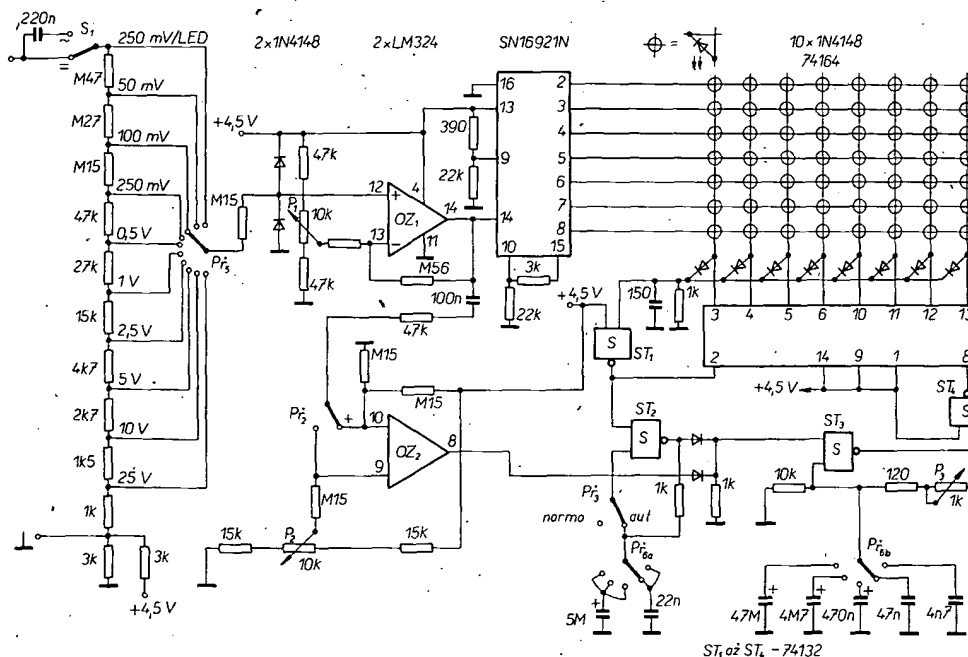 220n
S1
250 mV/LED
2x1N4148
2xLM324
SN16921N
=
10x1N4148
74164
≈
=
M47
50 mV
M27
100 mV
M15
250 mV
47k
0,5 V
27k
1 V
15k
2,5 V
4k7
5 V
2k7
10 V
1k5
25 V
1k
3k
3k
+4,5 V
Př5
M15
+4,5 V
47k
P1
10k
47k
12
+
13
−
4
OZ1
11
14
M56
100n
47k
16
13
390
9
22k
14
10
15
3k
22k
2
3
4
5
6
7
8
150
1k
3
4
5
6
10
11
12
13
2
14
9
1
8
+4,5 V
S
ST1
+4,5 V
ST4
S
M15
M15
Př2
+
10
9
OZ2
8
M15
15k
P2
10k
15k
ST2
S
1k
1k
Př3
normo
aut
Př6a
5M
+
22n
ST3
S
10k
120
P3
1k
Př6b
47M
+
4M7
+
470n
+
47n
4n7
ST1 až ST4 - 74132